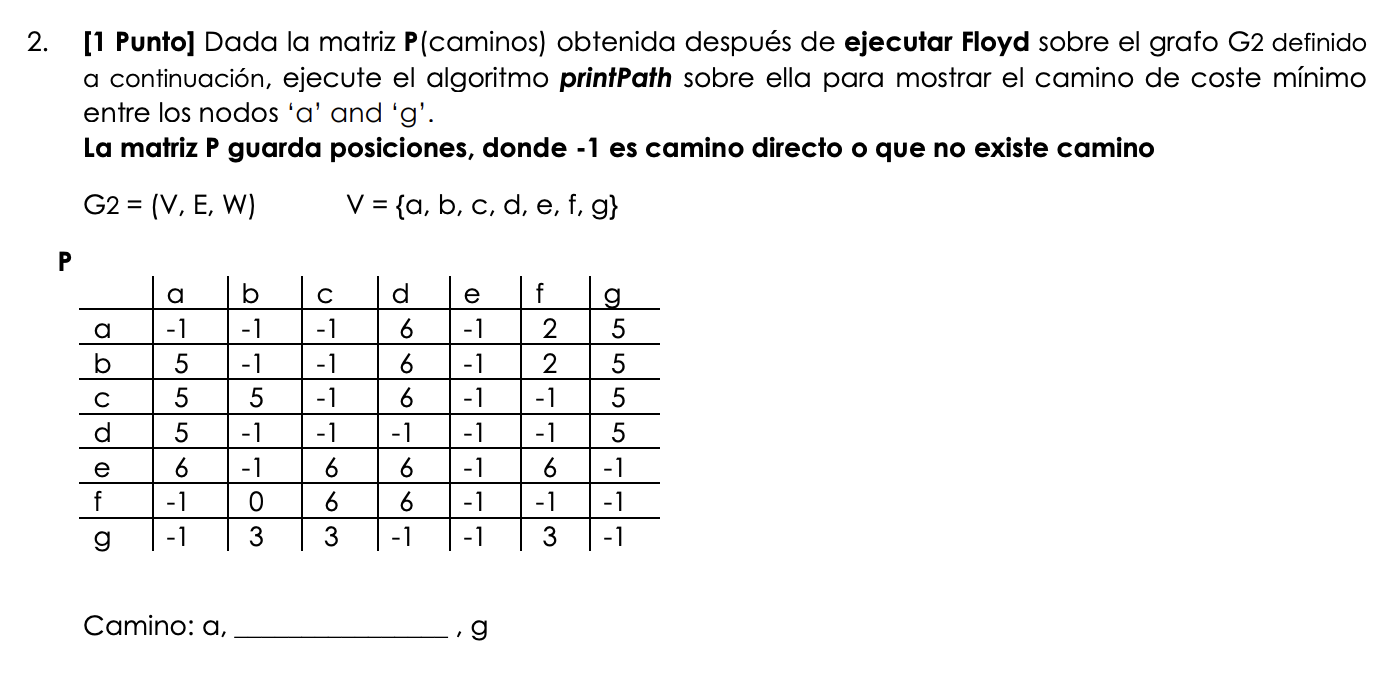 2. [1 Punto] Dada la matriz P(caminos) obtenida después de ejecutar Floyd sobre el grafo G2 definido
a continuación, ejecute el algoritmo printPath sobre ella para mostrar el camino de coste mínimo
entre los nodos ‘a’ and ‘g’.
La matriz P guarda posiciones, donde -1 es camino directo o que no existe camino
G2 = (V, E, W) V = {a, b, c, d, e, f, g}
P
a b c d e f g
a -1 -1 -1 6 -1 2 5
b 5 -1 -1 6 -1 2 5
c 5 5 -1 6 -1 -1 5
d 5 -1 -1 -1 -1 -1 5
e 6 -1 6 6 -1 6 -1
f -1 0 6 6 -1 -1 -1
g -1 3 3 -1 -1 3 -1
Camino: a, _______________ , g